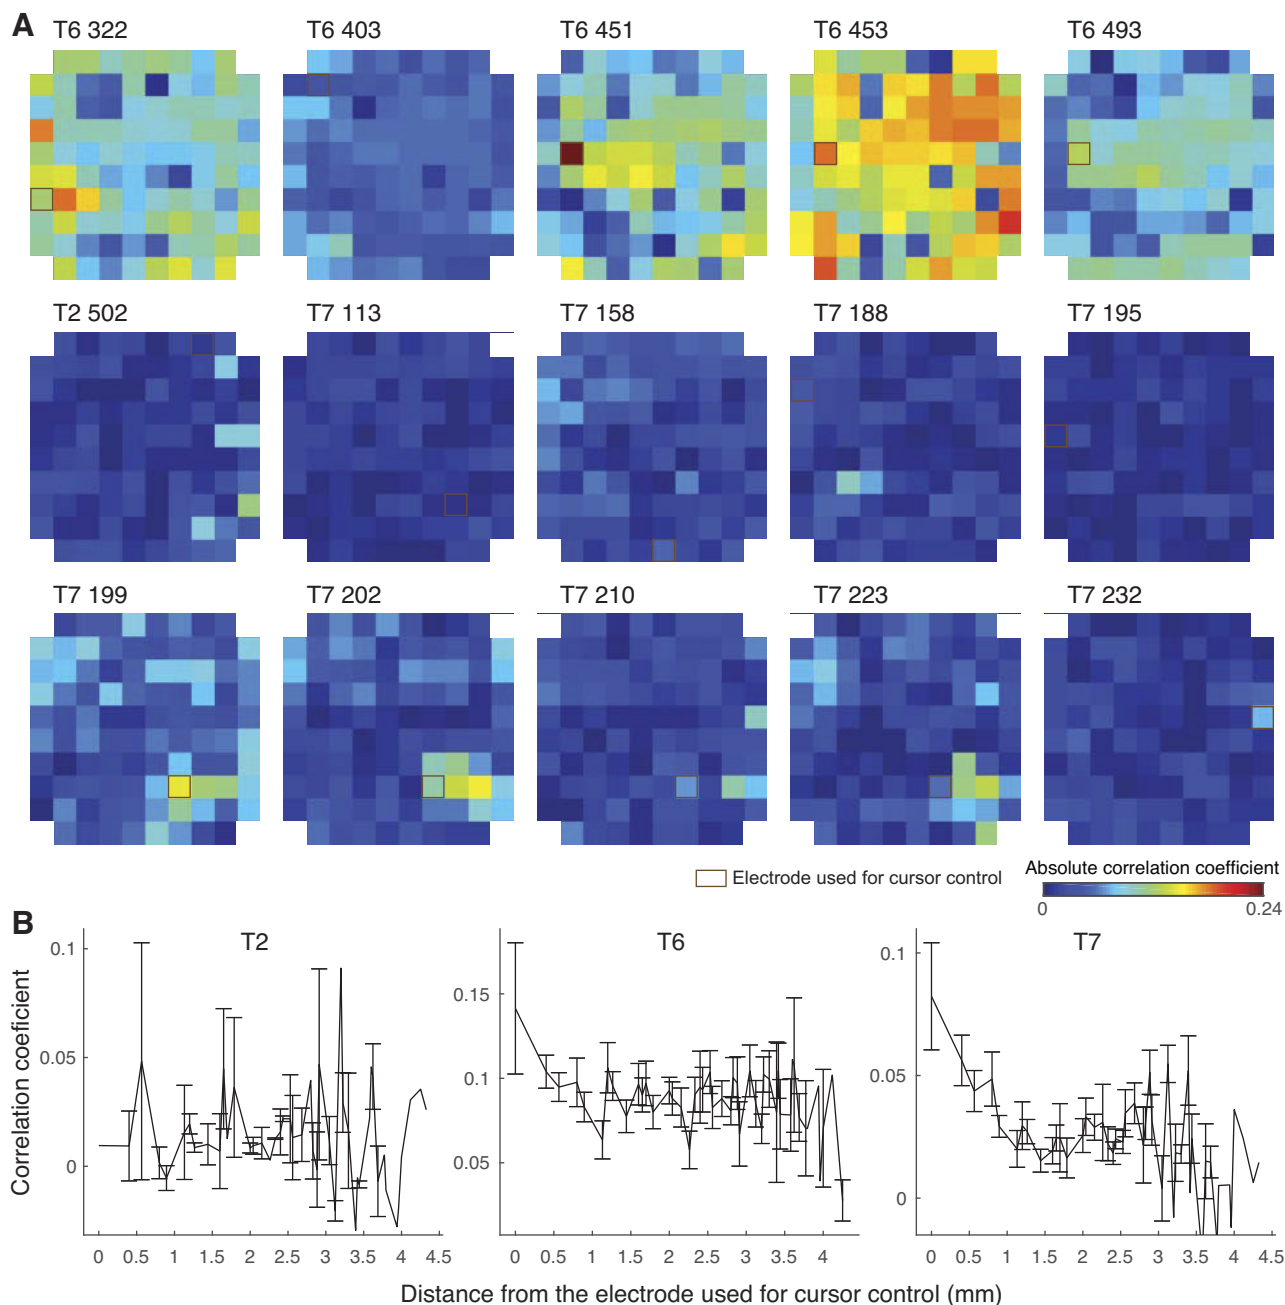 A
T6 322 T6 403 T6 451 T6 453 T6 493
T2 502 T7 113 T7 158 T7 188 T7 195
T7 199 T7 202 T7 210 T7 223 T7 232
Electrode used for cursor control
Absolute correlation coefficient
0 0.24
B
T2 T6 T7
Correlation coeficient
0.1
0.05
0
0 0.5 1 1.5 2 2.5 3 3.5 4 4.5
0.15
0.1
0.05
0 0.5 1 1.5 2 2.5 3 3.5 4
0.1
0.05
0
0 0.5 1 1.5 2 2.5 3 3.5 4 4.5
Distance from the electrode used for cursor control (mm)